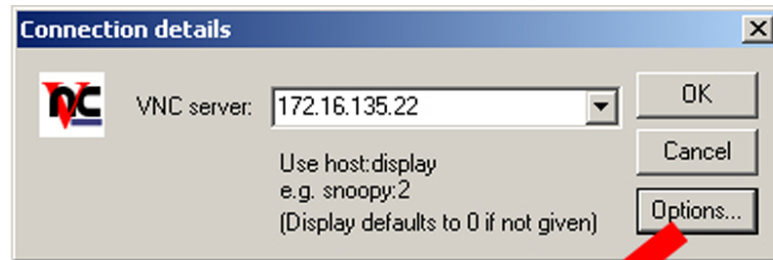 Connection details
VNC
VNC server:
172.16.135.22
OK
Use host:display
e.g. snoopy:2
(Display defaults to 0 if not given)
Cancel
Options...